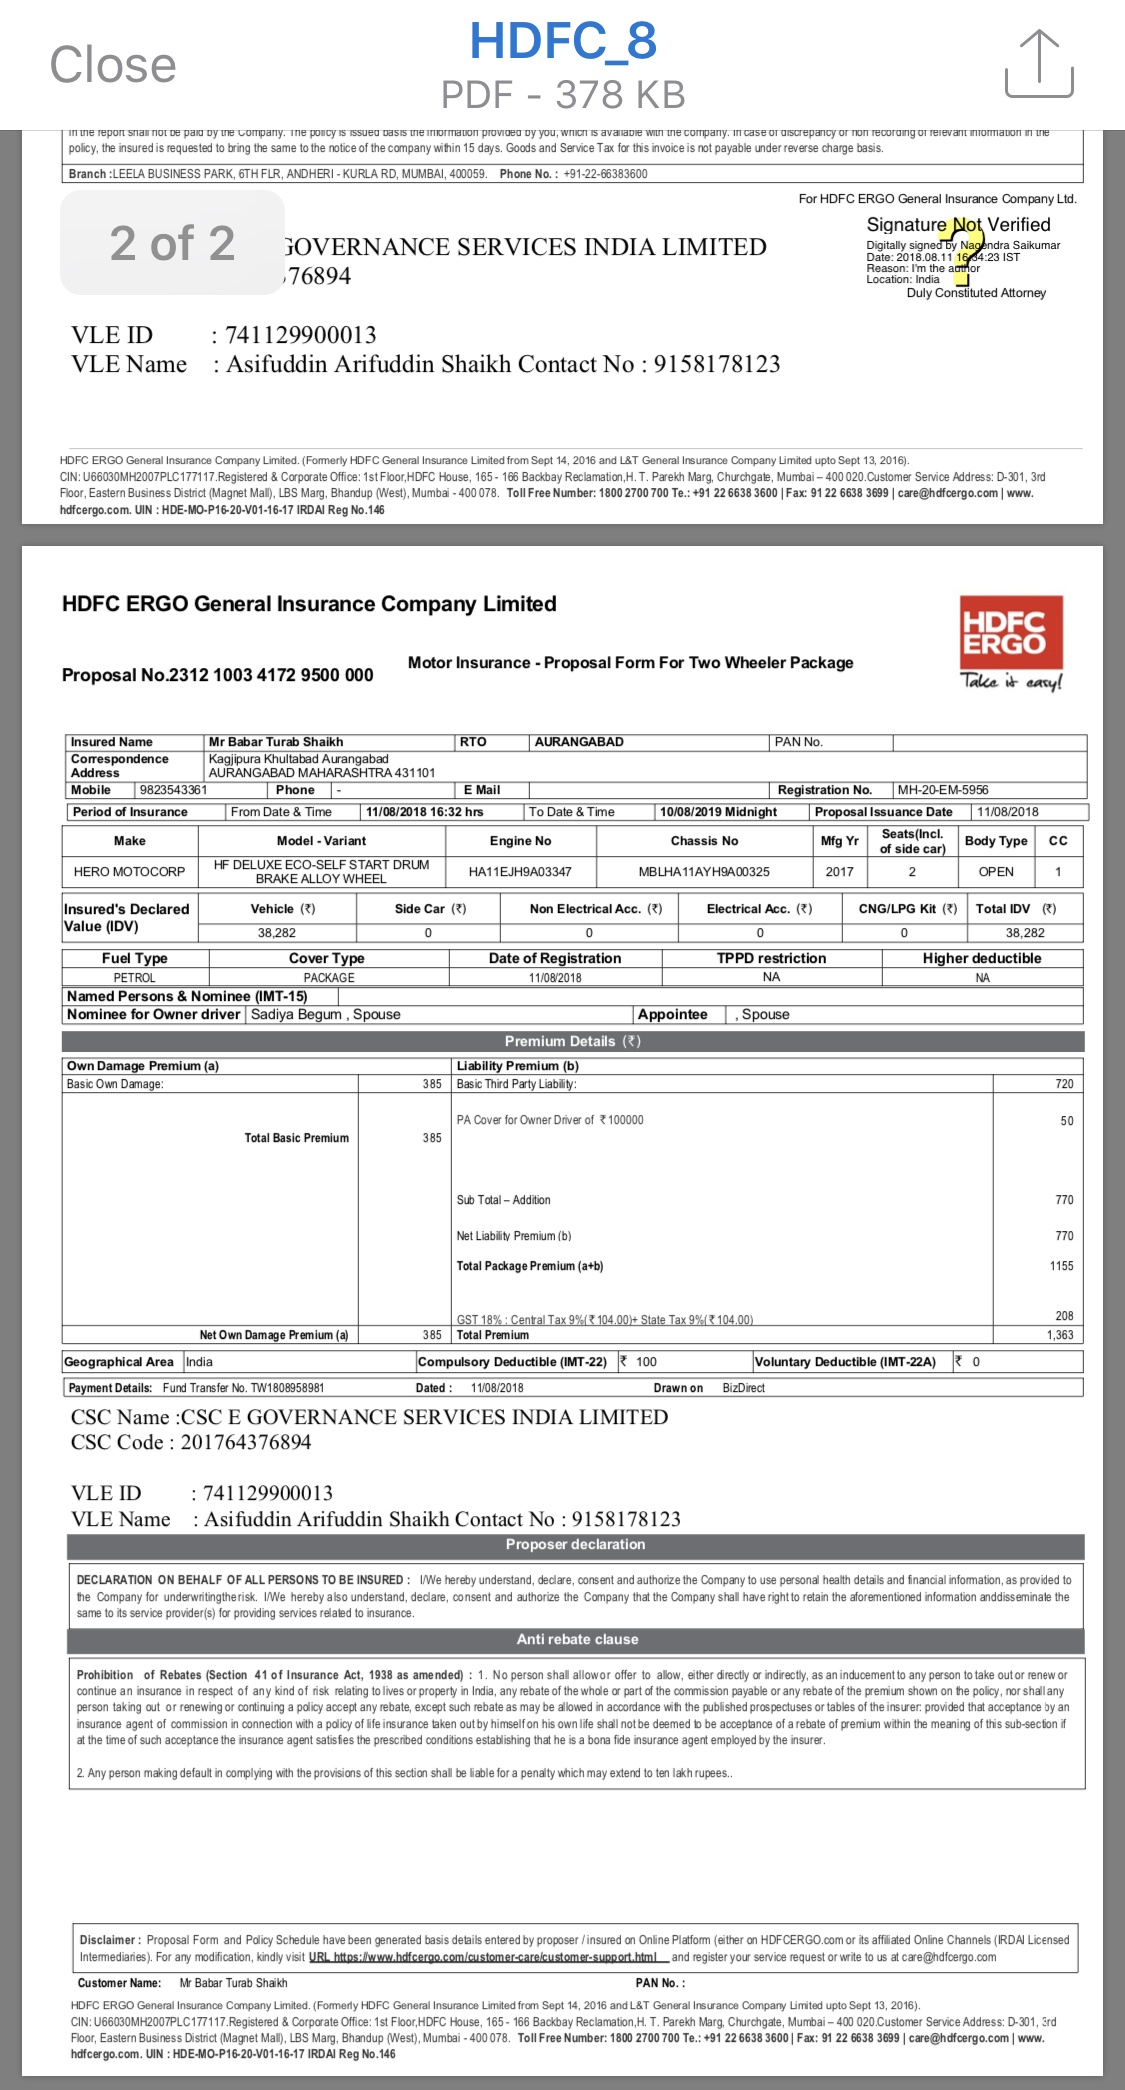 Close
HDFC_8
PDF - 378 KB
in the report shall not be paid by the Company. The policy is issued basis the information provided by you, which is available with the company. In case of discrepancy or non recording of relevant information in the
policy, the insured is requested to bring the same to the notice of the company within 15 days. Goods and Service Tax for this invoice is not payable under reverse charge basis.
Branch :LEELA BUSINESS PARK, 6TH FLR, ANDHERI - KURLA RD, MUMBAI, 400059. Phone No. : +91-22-66383600
For HDFC ERGO General Insurance Company Ltd.
2 of 2
GOVERNANCE SERVICES INDIA LIMITED
76894
Signature Not Verified
Digitally signed by Nagendra Saikumar
Date: 2018.08.11 16:34:23 IST
Reason: I'm the author
Location: India
?
Duly Constituted Attorney
VLE ID : 741129900013
VLE Name : Asifuddin Arifuddin Shaikh Contact No : 9158178123
HDFC ERGO General Insurance Company Limited. (Formerly HDFC General Insurance Limited from Sept 14, 2016 and L&T General Insurance Company Limited upto Sept 13, 2016).
CIN: U66030MH2007PLC177117.Registered & Corporate Office: 1st Floor,HDFC House, 165 - 166 Backbay Reclamation,H. T. Parekh Marg, Churchgate, Mumbai – 400 020.Customer Service Address: D-301, 3rd
Floor, Eastern Business District (Magnet Mall), LBS Marg, Bhandup (West), Mumbai - 400 078. Toll Free Number: 1800 2700 700 Te.: +91 22 6638 3600 | Fax: 91 22 6638 3699 | care@hdfcergo.com | www.
hdfcergo.com. UIN : HDE-MO-P16-20-V01-16-17 IRDAI Reg No.146
HDFC ERGO General Insurance Company Limited
HDFC
ERGO
Take it easy!
Motor Insurance - Proposal Form For Two Wheeler Package
Proposal No.2312 1003 4172 9500 000
Insured Name Mr Babar Turab Shaikh RTO AURANGABAD PAN No.
Correspondence Address Kagjipura Khultabad Aurangabad
AURANGABAD MAHARASHTRA 431101
Mobile 9823543361 Phone - E Mail Registration No. MH-20-EM-5956
Period of Insurance From Date & Time 11/08/2018 16:32 hrs To Date & Time 10/08/2019 Midnight Proposal Issuance Date 11/08/2018
Make Model - Variant Engine No Chassis No Mfg Yr Seats(Incl. of side car) Body Type CC
HERO MOTOCORP HF DELUXE ECO-SELF START DRUM BRAKE ALLOY WHEEL HA11EJH9A03347 MBLHA11AYH9A00325 2017 2 OPEN 1
Insured's Declared Value (IDV) Vehicle (₹) Side Car (₹) Non Electrical Acc. (₹) Electrical Acc. (₹) CNG/LPG Kit (₹) Total IDV (₹)
38,282 0 0 0 0 38,282
Fuel Type Cover Type Date of Registration TPPD restriction Higher deductible
PETROL PACKAGE 11/08/2018 NA NA
Named Persons & Nominee (IMT-15)
Nominee for Owner driver Sadiya Begum , Spouse Appointee , Spouse
Premium Details (₹)
Own Damage Premium (a) Liability Premium (b)
Basic Own Damage: 385 Basic Third Party Liability: 720
PA Cover for Owner Driver of ₹ 100000 50
Total Basic Premium 385
Sub Total – Addition 770
Net Liability Premium (b) 770
Total Package Premium (a+b) 1155
GST 18% : Central Tax 9%(₹ 104.00)+ State Tax 9%(₹ 104.00) 208
Net Own Damage Premium (a) 385 Total Premium 1,363
Geographical Area India Compulsory Deductible (IMT-22) ₹ 100 Voluntary Deductible (IMT-22A) ₹ 0
Payment Details: Fund Transfer No. TW1808958981 Dated : 11/08/2018 Drawn on BizDirect
CSC Name :CSC E GOVERNANCE SERVICES INDIA LIMITED
CSC Code : 201764376894
VLE ID : 741129900013
VLE Name : Asifuddin Arifuddin Shaikh Contact No : 9158178123
Proposer declaration
DECLARATION ON BEHALF OF ALL PERSONS TO BE INSURED : I/We hereby understand, declare, consent and authorize the Company to use personal health details and financial information, as provided to
the Company for underwritingtherisk. I/We hereby also understand, declare, consent and authorize the Company that the Company shall have right to retain the aforementioned information anddisseminate the
same to its service provider(s) for providing services related to insurance.
Anti rebate clause
Prohibition of Rebates (Section 41 of Insurance Act, 1938 as amended) : 1. No person shall allow or offer to allow, either directly or indirectly, as an inducement to any person to take out or renew or
continue an insurance in respect of any kind of risk relating to lives or property in India, any rebate of the whole or part of the commission payable or any rebate of the premium shown on the policy, nor shall any
person taking out or renewing or continuing a policy accept any rebate, except such rebate as may be allowed in accordance with the published prospectuses or tables of the insurer: provided that acceptance by an
insurance agent of commission in connection with a policy of life insurance taken out by himself on his own life shall not be deemed to be acceptance of a rebate of premium within the meaning of this sub-section if
at the time of such acceptance the insurance agent satisfies the prescribed conditions establishing that he is a bona fide insurance agent employed by the insurer.
2. Any person making default in complying with the provisions of this section shall be liable for a penalty which may extend to ten lakh rupees..
Disclaimer : Proposal Form and Policy Schedule have been generated basis details entered by proposer / insured on Online Platform (either on HDFCERGO.com or its affiliated Online Channels (IRDAI Licensed
Intermediaries). For any modification, kindly visit URL https://www.hdfcergo.com/customer-care/customer-support.html and register your service request or write to us at care@hdfcergo.com
Customer Name: Mr Babar Turab Shaikh PAN No. :
HDFC ERGO General Insurance Company Limited. (Formerly HDFC General Insurance Limited from Sept 14, 2016 and L&T General Insurance Company Limited upto Sept 13, 2016).
CIN: U66030MH2007PLC177117.Registered & Corporate Office: 1st Floor,HDFC House, 165 - 166 Backbay Reclamation,H. T. Parekh Marg, Churchgate, Mumbai – 400 020.Customer Service Address: D-301, 3rd
Floor, Eastern Business District (Magnet Mall), LBS Marg, Bhandup (West), Mumbai - 400 078. Toll Free Number: 1800 2700 700 Te.: +91 22 6638 3600 | Fax: 91 22 6638 3699 | care@hdfcergo.com | www.
hdfcergo.com. UIN : HDE-MO-P16-20-V01-16-17 IRDAI Reg No.146